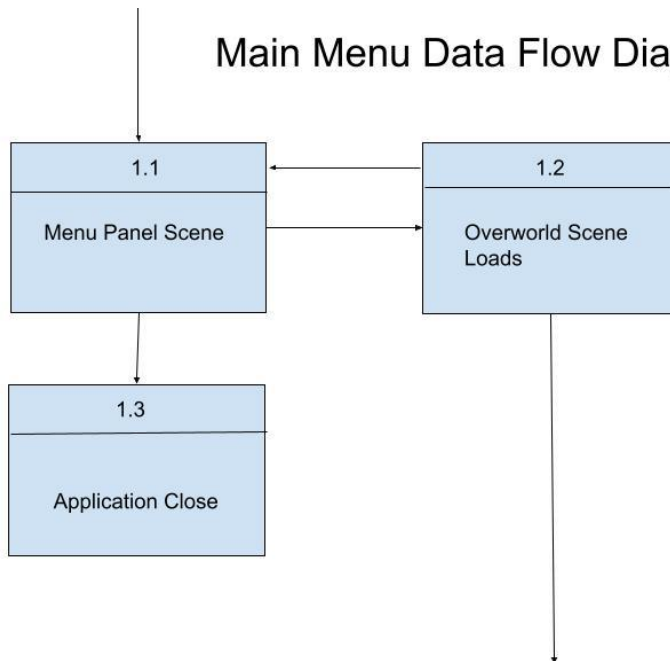 Main Menu Data Flow Dia
1.1
1.2
Menu Panel Scene
Overworld Scene
Loads
1.3
Application Close